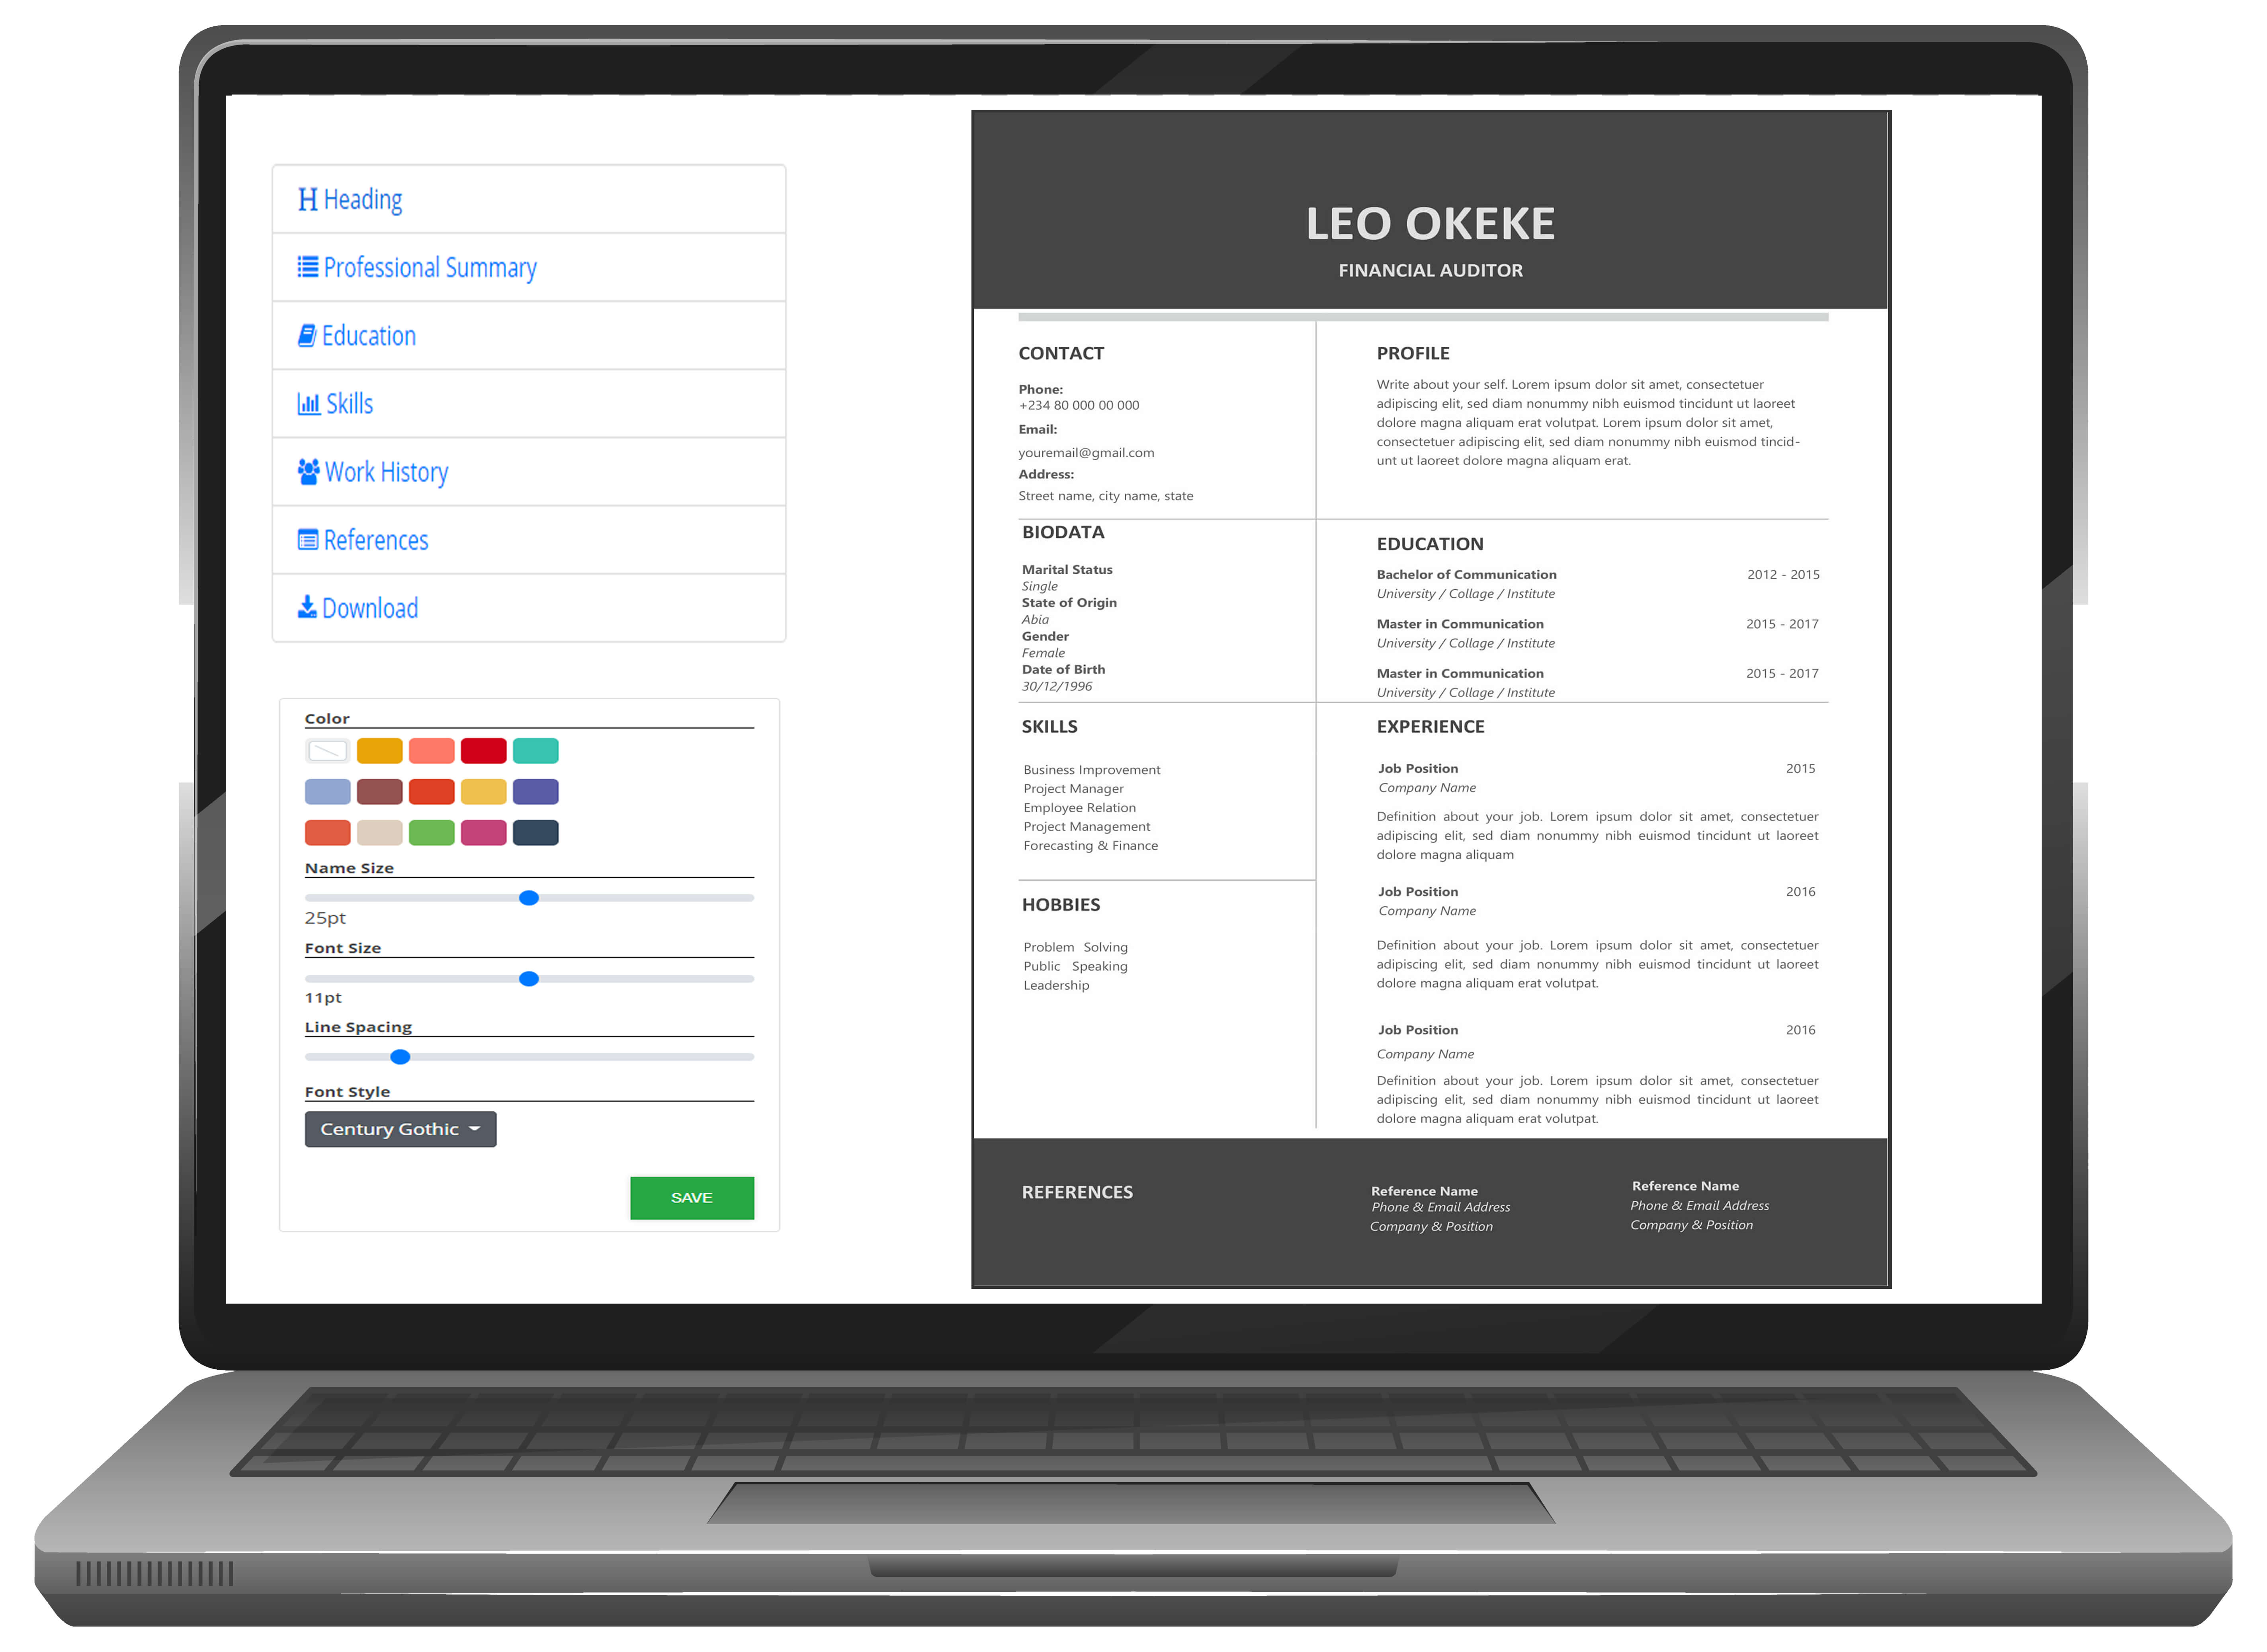 Heading
Professional Summary
Education
Skills
Work History
References
Download
Color
Name Size
25pt
Font Size
11pt
Line Spacing
Font Style
Century Gothic
SAVE
LEO OKEKE
FINANCIAL AUDITOR
CONTACT
Phone:
+234 80 000 00 000
Email:
youremail@gmail.com
Address:
Street name, city name, state
BIODATA
Marital Status
Single
State of Origin
Abia
Gender
Female
Date of Birth
30/12/1996
SKILLS
Business Improvement
Project Manager
Employee Relation
Project Management
Forecasting & Finance
HOBBIES
Problem Solving
Public Speaking
Leadership
PROFILE
Write about your self. Lorem ipsum dolor sit amet, consectetuer
adipiscing elit, sed diam nonummy nibh euismod tincidunt ut laoreet
dolore magna aliquam erat volutpat. Lorem ipsum dolor sit amet,
consectetuer adipiscing elit, sed diam nonummy nibh euismod tincid-
unt ut laoreet dolore magna aliquam erat.
EDUCATION
Bachelor of Communication 2012 - 2015
University / Collage / Institute
Master in Communication 2015 - 2017
University / Collage / Institute
Master in Communication 2015 - 2017
University / Collage / Institute
EXPERIENCE
Job Position 2015
Company Name
Definition about your job. Lorem ipsum dolor sit amet, consectetuer
adipiscing elit, sed diam nonummy nibh euismod tincidunt ut laoreet
dolore magna aliquam
Job Position 2016
Company Name
Definition about your job. Lorem ipsum dolor sit amet, consectetuer
adipiscing elit, sed diam nonummy nibh euismod tincidunt ut laoreet
dolore magna aliquam erat volutpat.
Job Position 2016
Company Name
Definition about your job. Lorem ipsum dolor sit amet, consectetuer
adipiscing elit, sed diam nonummy nibh euismod tincidunt ut laoreet
dolore magna aliquam erat volutpat.
REFERENCES
Reference Name
Phone & Email Address
Company & Position
Reference Name
Phone & Email Address
Company & Position